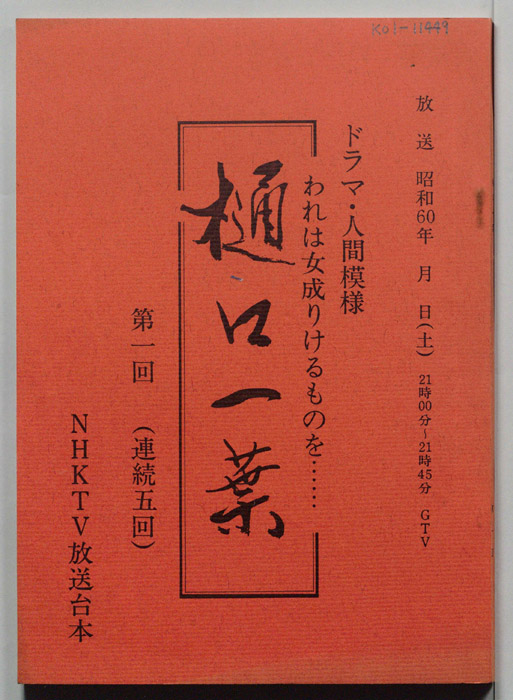 K01-11449
放送 昭和60年 月 日(土) 21時00分〜21時45分 GTV
ドラマ・人間模様
われは女成りけるものを……
樋口一葉
第一回 (連続五回)
NHKTV放送台本